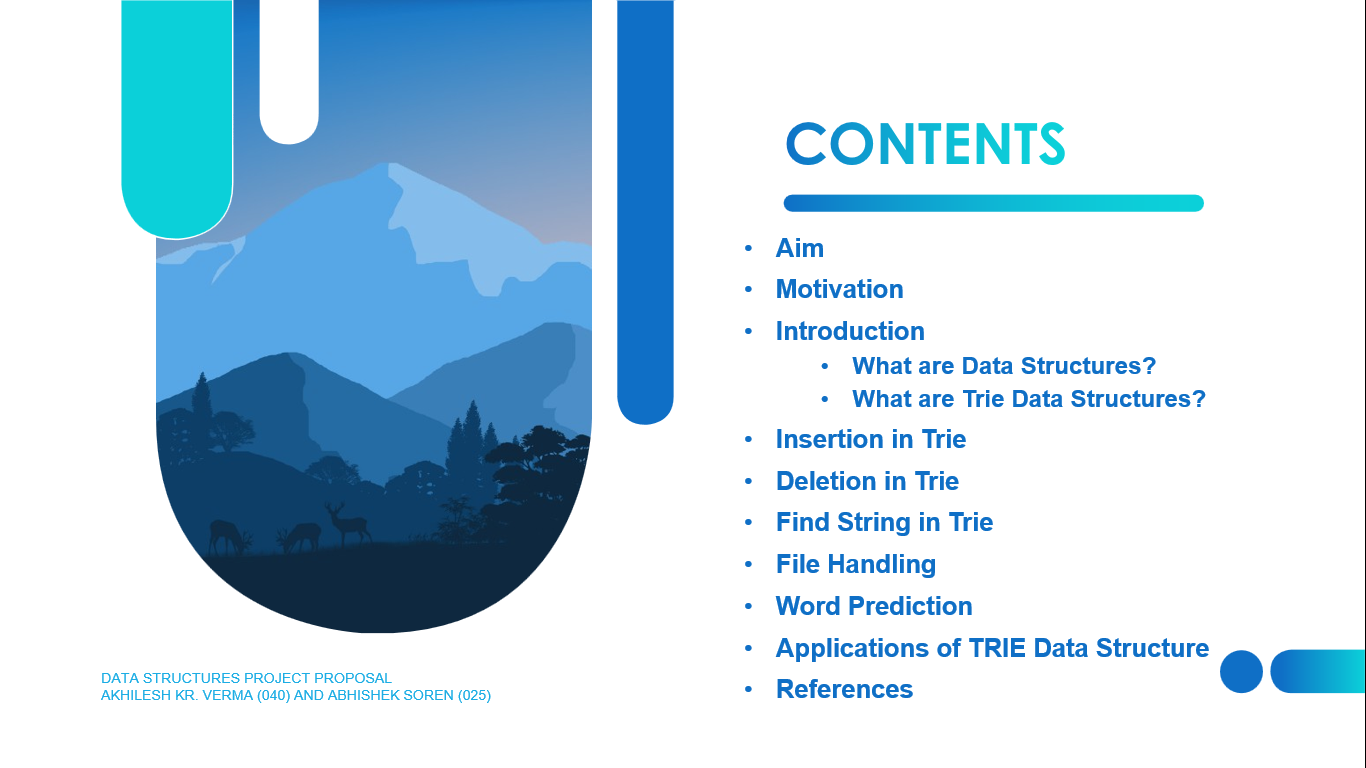 CONTENTS
• Aim
• Motivation
• Introduction
• What are Data Structures?
• What are Trie Data Structures?
• Insertion in Trie
• Deletion in Trie
• Find String in Trie
• File Handling
• Word Prediction
• Applications of TRIE Data Structure
• References
DATA STRUCTURES PROJECT PROPOSAL
AKHILESH KR. VERMA (040) AND ABHISHEK SOREN (025)